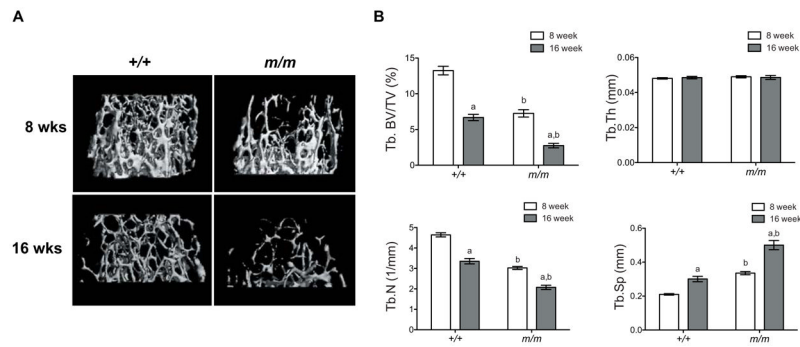 A
+/+
m/m
8 wks
16 wks
B
8 week
16 week
Tb. BV/TV (%)
15
10
5
0
a
b
a,b
+/+
m/m
8 week
16 week
Tb.Th (mm)
0.06
0.04
0.02
0.00
+/+
m/m
8 week
16 week
Tb.N (1/mm)
5
4
3
2
1
0
a
b
a,b
+/+
m/m
8 week
16 week
Tb.Sp (mm)
0.6
0.4
0.2
0.0
a
b
a,b
+/+
m/m